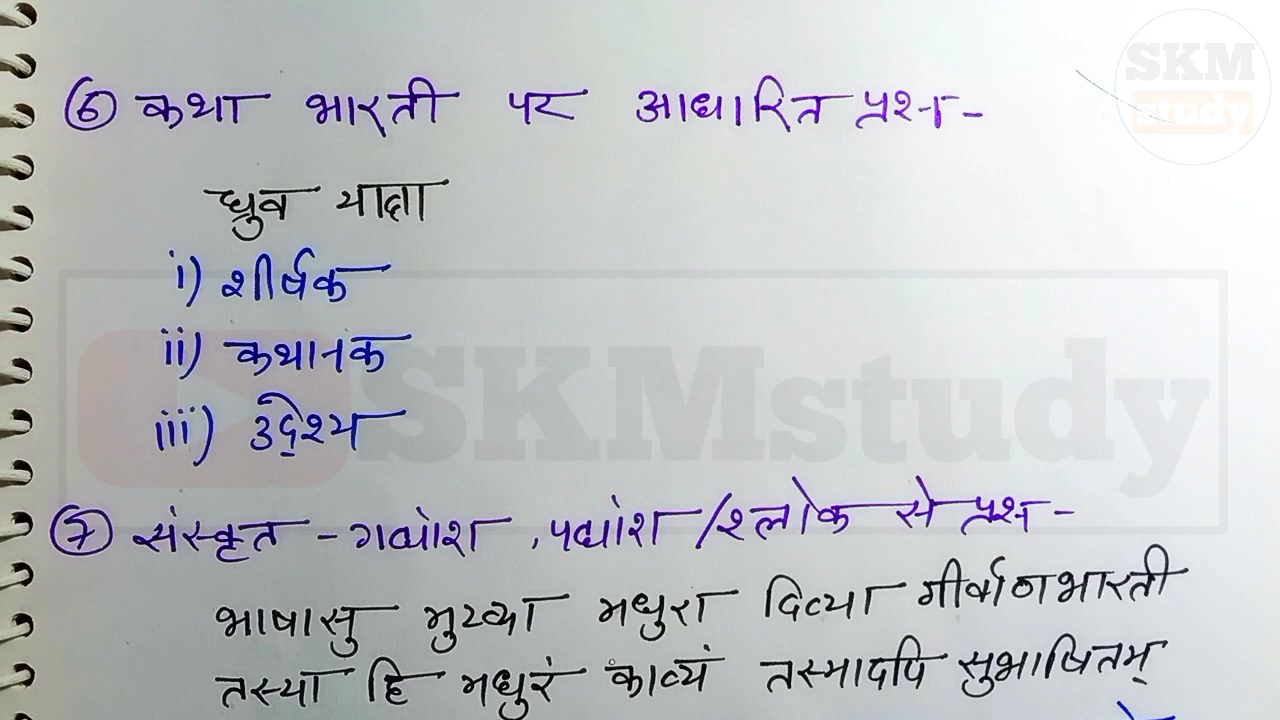 SKM
study
⑥ कथा भारती पर आधारित प्रश्न-
ध्रुव यात्रा
i) शीर्षक
ii) कथानक
iii) उद्देश्य
SKMstudy
⑦ संस्कृत - गद्यांश, पद्यांश/श्लोक से प्रश्न -
भाषासु मुख्या मधुरा दिव्या गीर्वाणभारती
तस्या हि मधुरं काव्यं तस्मादपि सुभाषितम्